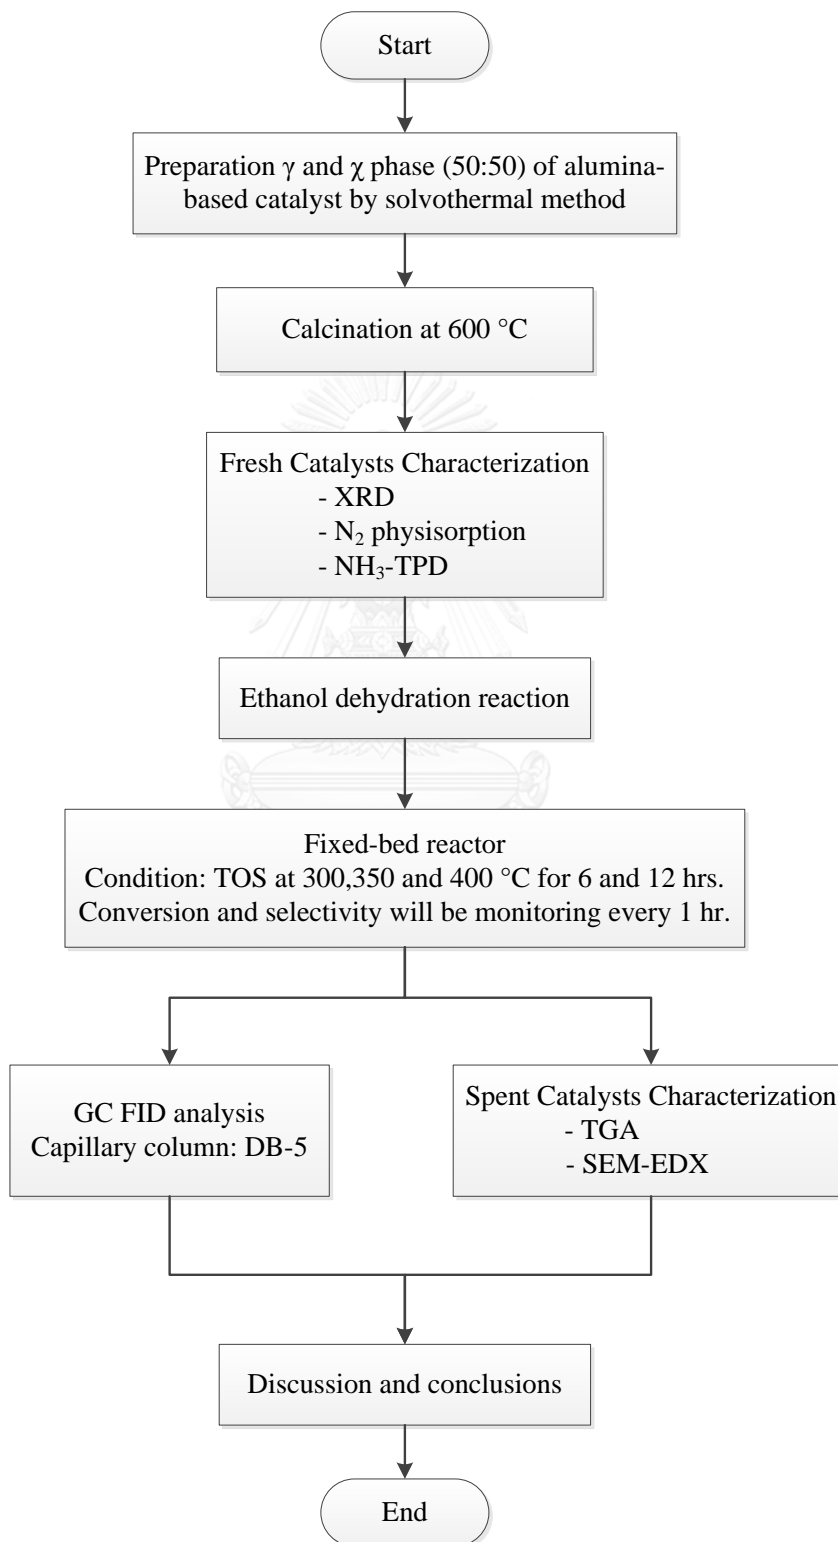 Start
Preparation γ and χ phase (50:50) of alumina-
based catalyst by solvothermal method
Calcination at 600 °C
Fresh Catalysts Characterization
- XRD
- N₂ physisorption
- NH₃-TPD
Ethanol dehydration reaction
Fixed-bed reactor
Condition: TOS at 300,350 and 400 °C for 6 and 12 hrs.
Conversion and selectivity will be monitoring every 1 hr.
GC FID analysis
Capillary column: DB-5
Spent Catalysts Characterization
- TGA
- SEM-EDX
Discussion and conclusions
End